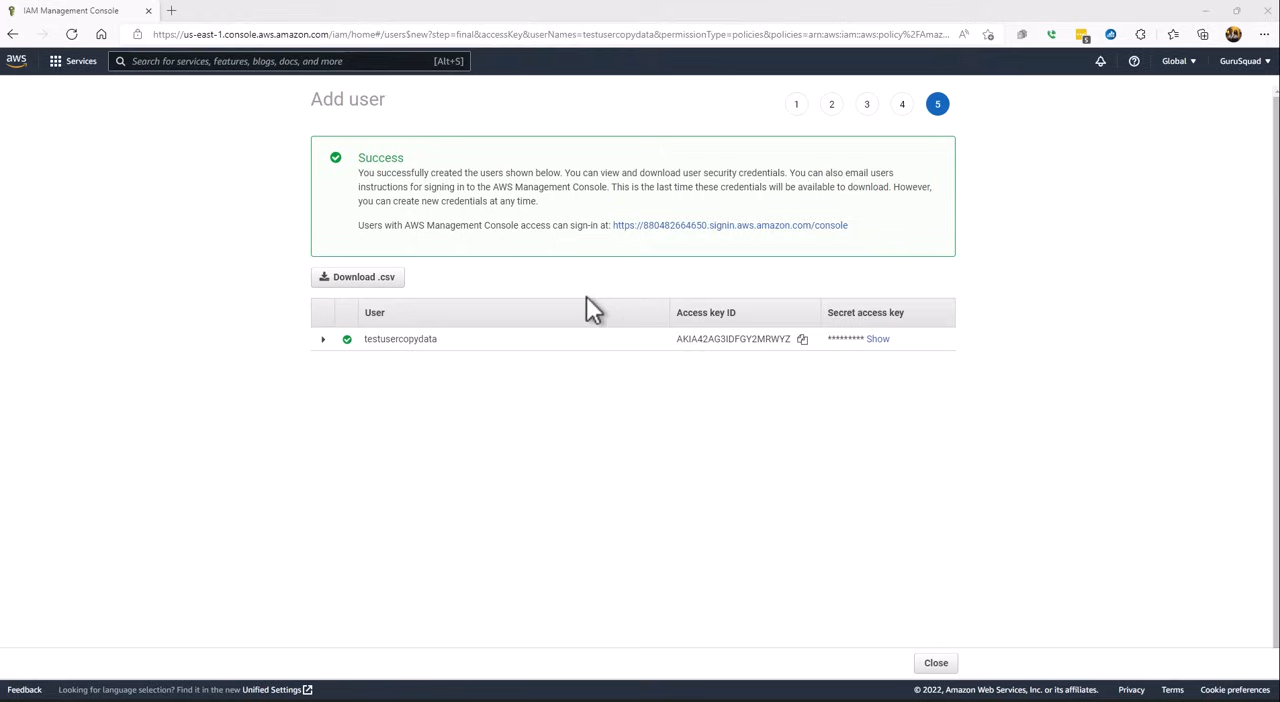 IAM Management Console
https://us-east-1.console.aws.amazon.com/iam/home#/users$new?step=final&accessKey&userNames=testusercopydata&permissionType=policies&policies=arn:aws:iam::aws:policy%2FAmaz...
aws Services Search for services, features, blogs, docs, and more [Alt+S] Global GuruSquad
Add user 1 2 3 4 5
Success
You successfully created the users shown below. You can view and download user security credentials. You can also email users
instructions for signing in to the AWS Management Console. This is the last time these credentials will be available to download. However,
you can create new credentials at any time.
Users with AWS Management Console access can sign-in at: https://880482664650.signin.aws.amazon.com/console
Download .csv
User Access key ID Secret access key
testusercopydata AKIA42AG3IDFGY2MRWYZ ********* Show
Close
Feedback Looking for language selection? Find it in the new Unified Settings © 2022, Amazon Web Services, Inc. or its affiliates. Privacy Terms Cookie preferences